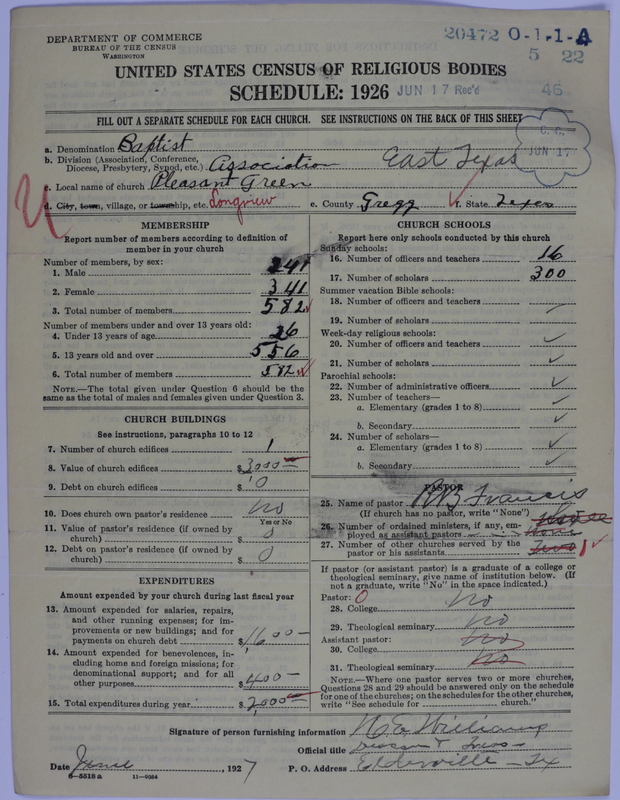 DEPARTMENT OF COMMERCE
BUREAU OF THE CENSUS
WASHINGTON
20472 O-1-1-A
5 22
UNITED STATES CENSUS OF RELIGIOUS BODIES
SCHEDULE: 1926 JUN 17 Rec'd 46
FILL OUT A SEPARATE SCHEDULE FOR EACH CHURCH. SEE INSTRUCTIONS ON THE BACK OF THIS SHEET
C. C.
JUN 17
a. Denomination Baptist
b. Division (Association, Conference, Diocese, Presbytery, Synod, etc.) Association East Texas
c. Local name of church Pleasant Green
d. City, town, village, or township, etc. Longview e. County Gregg f. State Texas
MEMBERSHIP
Report number of members according to definition of member in your church
Number of members, by sex:
1. Male 241
2. Female 341
3. Total number of members 582
Number of members under and over 13 years old:
4. Under 13 years of age 26
5. 13 years old and over 556
6. Total number of members 582
NOTE.—The total given under Question 6 should be the same as the total of males and females given under Question 3.
CHURCH BUILDINGS
See instructions, paragraphs 10 to 12
7. Number of church edifices 1
8. Value of church edifices $ 3,000
9. Debt on church edifices $ 0
10. Does church own pastor's residence no
Yes or No
11. Value of pastor's residence (if owned by church) $ 0
12. Debt on pastor's residence (if owned by church) $ 0
EXPENDITURES
Amount expended by your church during last fiscal year
13. Amount expended for salaries, repairs, and other running expenses; for improvements or new buildings; and for payments on church debt $ 1600
14. Amount expended for benevolences, including home and foreign missions; for denominational support; and for all other purposes $ 400
15. Total expenditures during year $ 2,000
CHURCH SCHOOLS
Report here only schools conducted by this church
Sunday schools:
16. Number of officers and teachers 16
17. Number of scholars 300
Summer vacation Bible schools:
18. Number of officers and teachers
19. Number of scholars
Week-day religious schools:
20. Number of officers and teachers
21. Number of scholars
Parochial schools:
22. Number of administrative officers
23. Number of teachers—
a. Elementary (grades 1 to 8)
b. Secondary
24. Number of scholars—
a. Elementary (grades 1 to 8)
b. Secondary
PASTOR
25. Name of pastor R B Francis
(If church has no pastor, write "None")
26. Number of ordained ministers, if any, employed as assistant pastors
27. Number of other churches served by the pastor or his assistants 1
If pastor (or assistant pastor) is a graduate of a college or theological seminary, give name of institution below. (If not a graduate, write "No" in the space indicated.)
Pastor: 0
28. College no
29. Theological seminary no
Assistant pastor:
30. College no
31. Theological seminary no
NOTE.—Where one pastor serves two or more churches, Questions 28 and 29 should be answered only on the schedule for one of the churches; on the schedules for the other churches, write "See schedule for church."
Signature of person furnishing information N. E. Williams
Official title
Date June, 1927 P. O. Address Elderville Tx
8—5518 a 11—9354